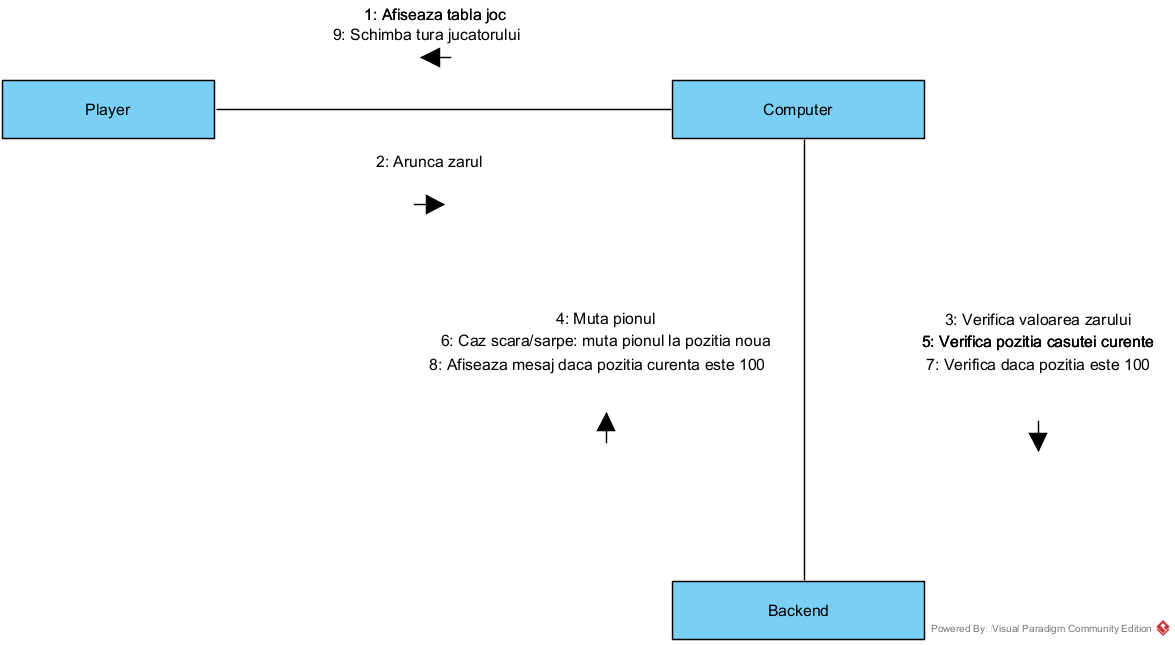 1: Afiseaza tabla joc
9: Schimba tura jucatorului
Player
Computer
2: Arunca zarul
4: Muta pionul
6: Caz scara/sarpe: muta pionul la pozitia noua
8: Afiseaza mesaj daca pozitia curenta este 100
3: Verifica valoarea zarului
5: Verifica pozitia casutei curente
7: Verifica daca pozitia este 100
Backend
Powered By Visual Paradigm Community Edition